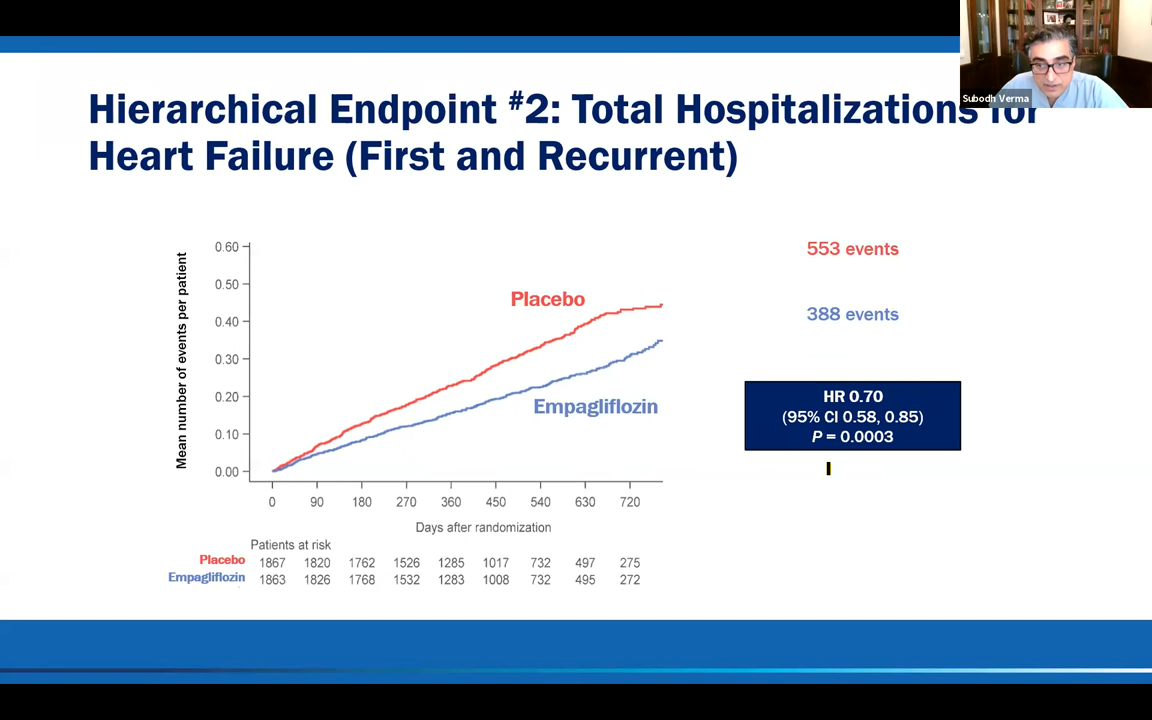 Subodh Verma
Hierarchical Endpoint #2: Total Hospitalizations for
Heart Failure (First and Recurrent)
Mean number of events per patient
0.60
0.50
0.40
0.30
0.20
0.10
0.00
Placebo
Empagliflozin
0 90 180 270 360 450 540 630 720
Days after randomization
Patients at risk
Placebo 1867 1820 1762 1526 1285 1017 732 497 275
Empagliflozin 1863 1826 1768 1532 1283 1008 732 495 272
553 events
388 events
HR 0.70
(95% CI 0.58, 0.85)
P = 0.0003